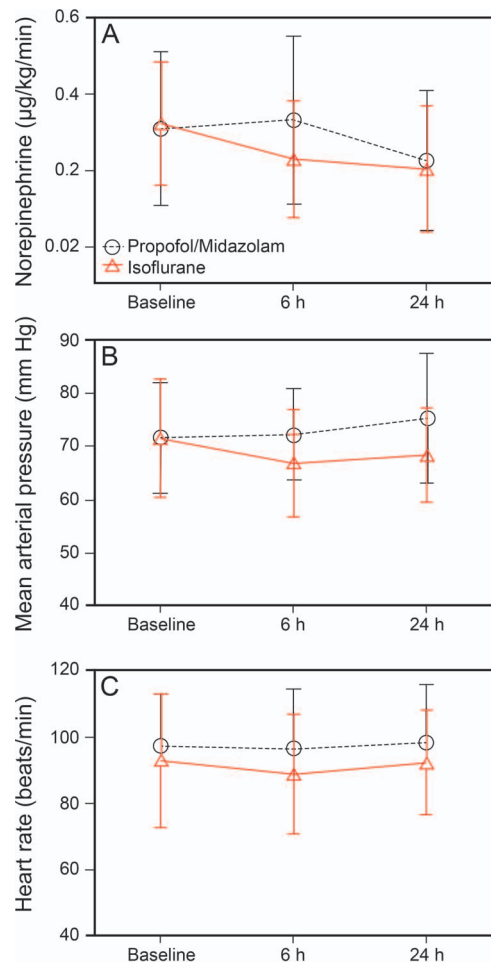 A
Norepinephrine (µg/kg/min)
0.6
0.4
0.2
0.02
Propofol/Midazolam
Isoflurane
Baseline
6 h
24 h
B
Mean arterial pressure (mm Hg)
90
80
70
60
50
40
Baseline
6 h
24 h
C
Heart rate (beats/min)
120
100
80
60
40
Baseline
6 h
24 h